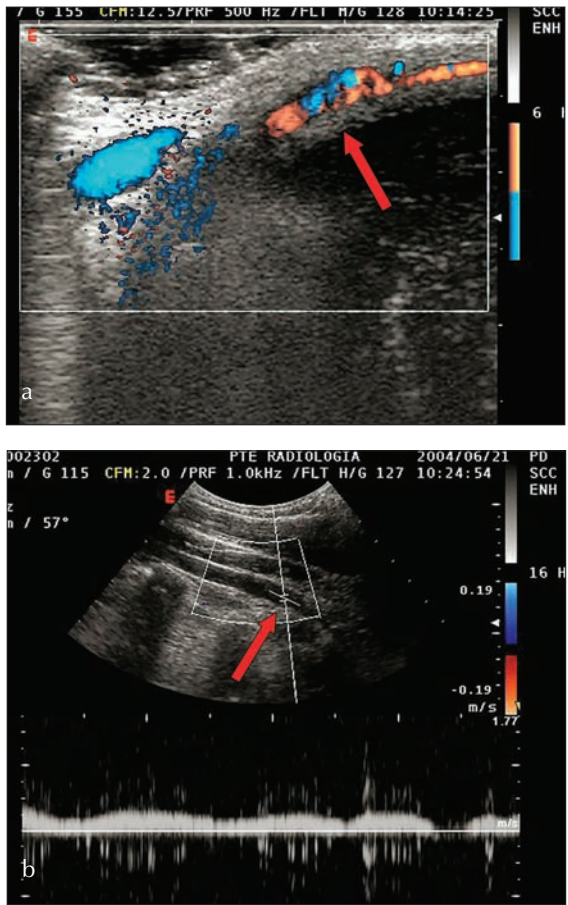 / G 155 CFM:12.5/PRF 500 Hz /FLT M/G 128 10:14:25
SCC
ENH
E
6
a
002302 PTE RADIOLOGIA 2004/06/21 PD
/ G 115 CFM:2.0 /PRF 1.0kHz /FLT H/G 127 10:24:54
SCC
ENH
E
/ 57°
16 H
0.19
-0.19
m/s
1.77
m/s
b